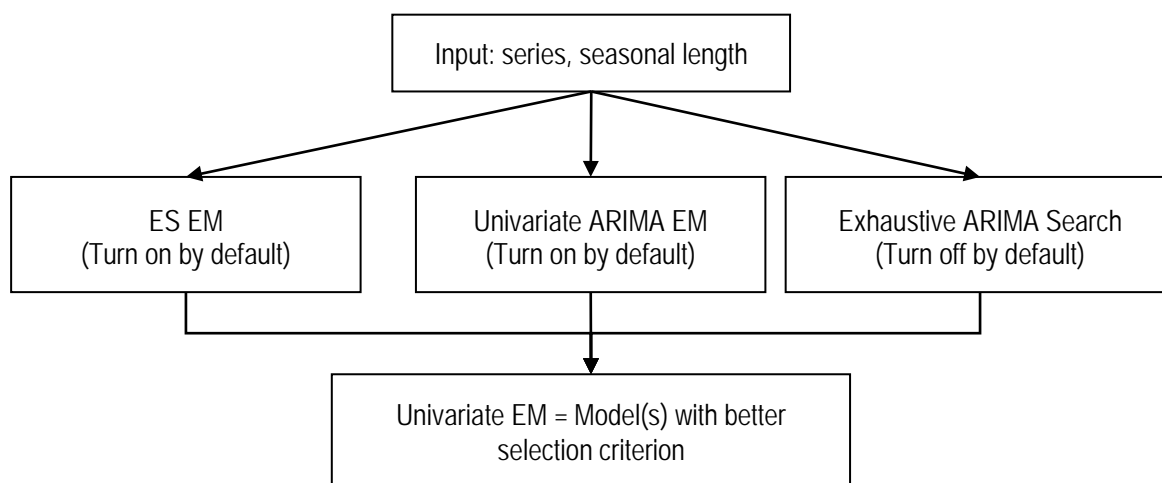 Input: series, seasonal length
ES EM
(Turn on by default)
Univariate ARIMA EM
(Turn on by default)
Exhaustive ARIMA Search
(Turn off by default)
Univariate EM = Model(s) with better
selection criterion